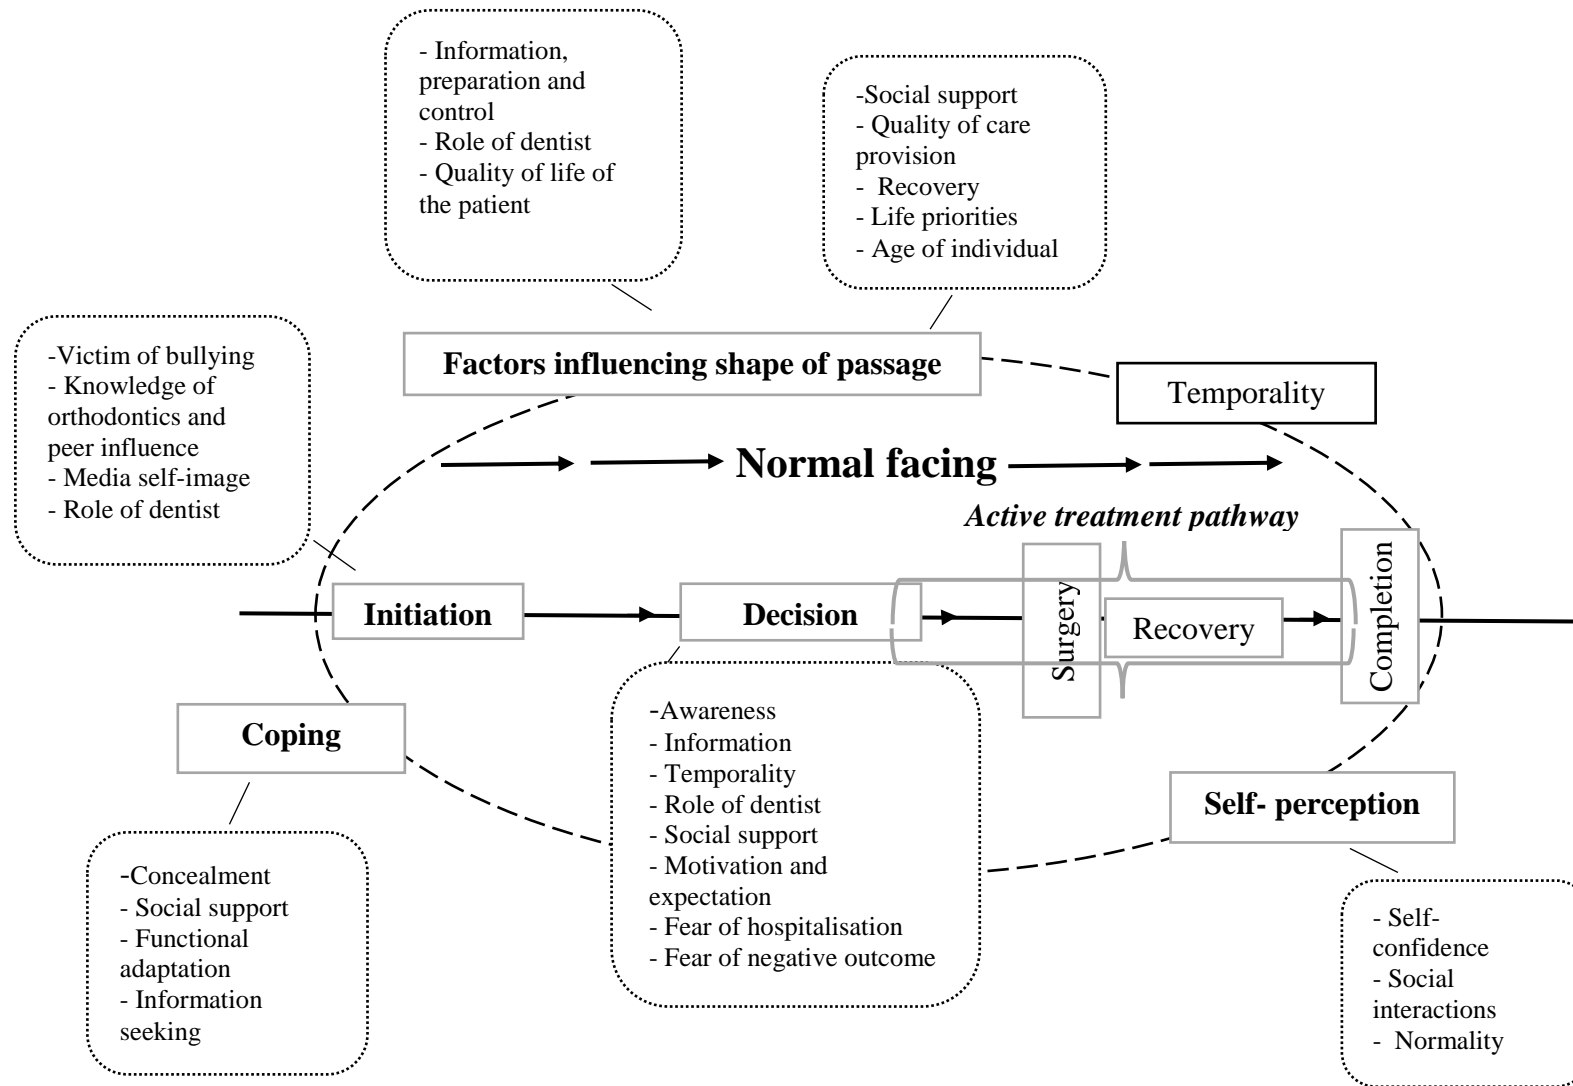 - Information,
preparation and
control
- Role of dentist
- Quality of life of
the patient
-Social support
- Quality of care
provision
- Recovery
- Life priorities
- Age of individual
-Victim of bullying
- Knowledge of
orthodontics and
peer influence
- Media self-image
- Role of dentist
Factors influencing shape of passage
Temporality
Normal facing
Active treatment pathway
Initiation
Decision
Surgery
Recovery
Completion
Coping
-Awareness
- Information
- Temporality
- Role of dentist
- Social support
- Motivation and
expectation
- Fear of hospitalisation
- Fear of negative outcome
Self- perception
-Concealment
- Social support
- Functional
adaptation
- Information
seeking
- Self-
confidence
- Social
interactions
- Normality